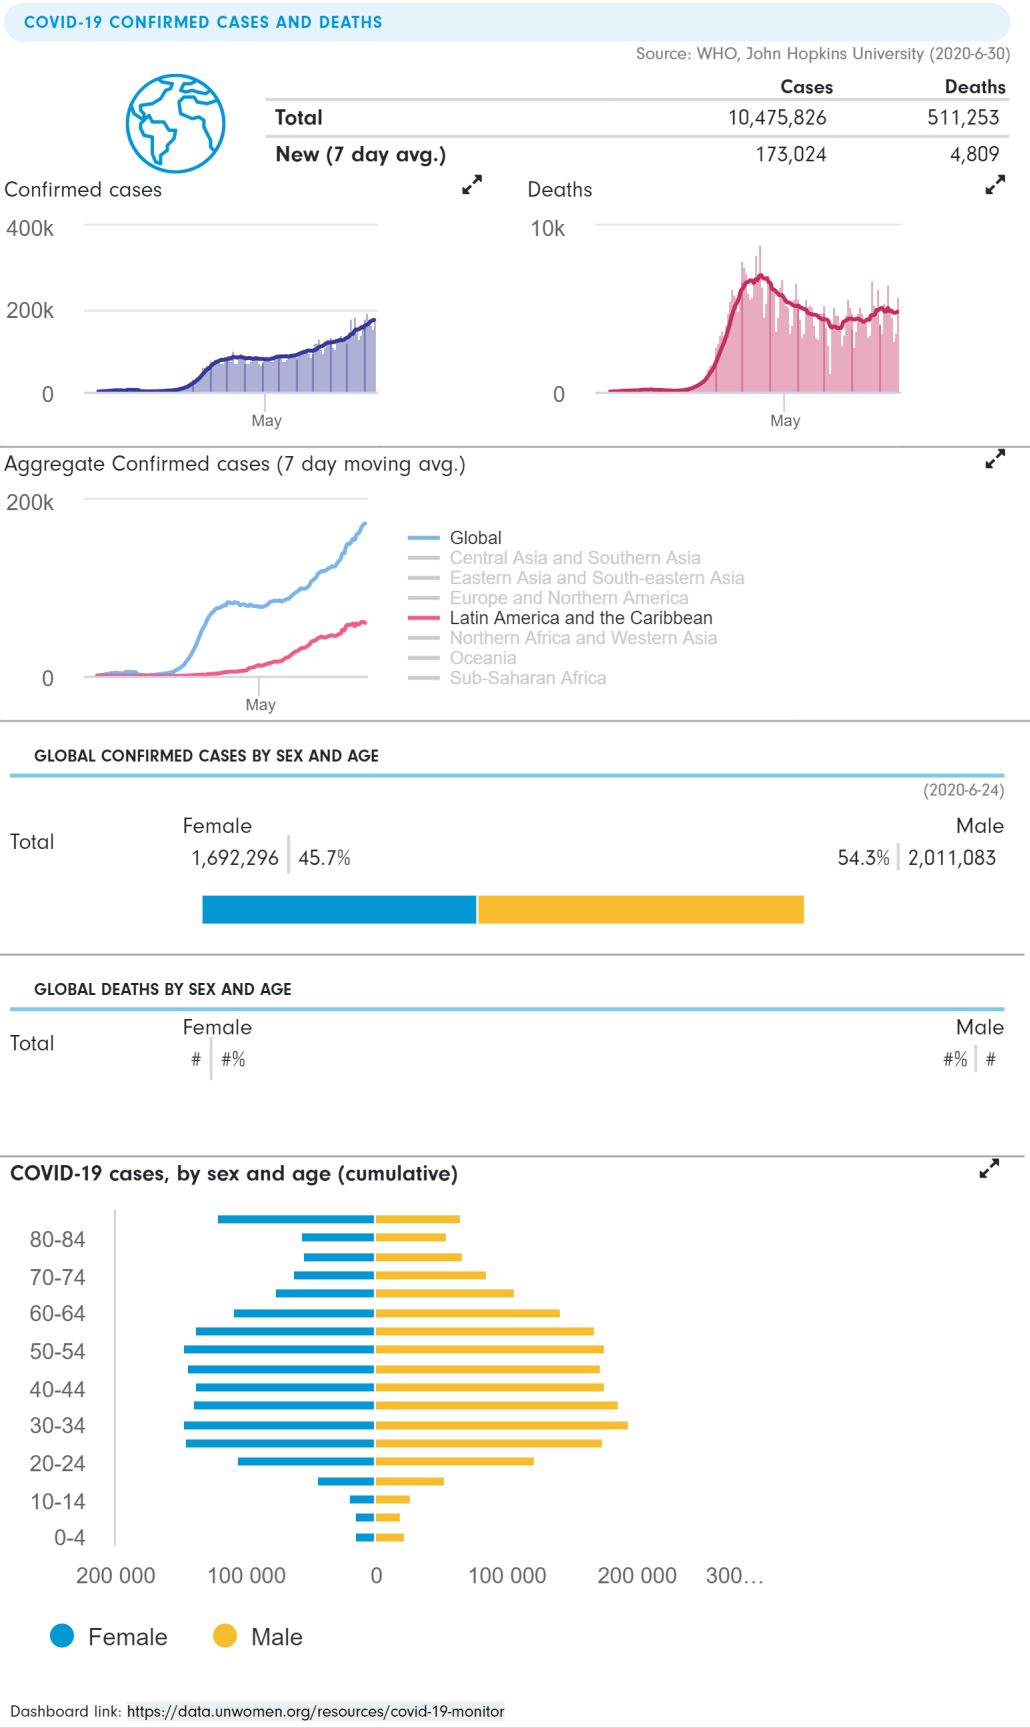 COVID-19 CONFIRMED CASES AND DEATHS
Source: WHO, John Hopkins University (2020-6-30)
Cases Deaths
Total 10,475,826 511,253
New (7 day avg.) 173,024 4,809
Confirmed cases
400k
200k
0
May
Deaths
10k
0
May
Aggregate Confirmed cases (7 day moving avg.)
200k
0
May
Global
Central Asia and Southern Asia
Eastern Asia and South-eastern Asia
Europe and Northern America
Latin America and the Caribbean
Northern Africa and Western Asia
Oceania
Sub-Saharan Africa
GLOBAL CONFIRMED CASES BY SEX AND AGE
(2020-6-24)
Female Male
Total
1,692,296 45.7% 54.3% 2,011,083
GLOBAL DEATHS BY SEX AND AGE
Female Male
Total
# #% #% #
COVID-19 cases, by sex and age (cumulative)
80-84
70-74
60-64
50-54
40-44
30-34
20-24
10-14
0-4
200 000 100 000 0 100 000 200 000 300...
Female Male
Dashboard link: https://data.unwomen.org/resources/covid-19-monitor